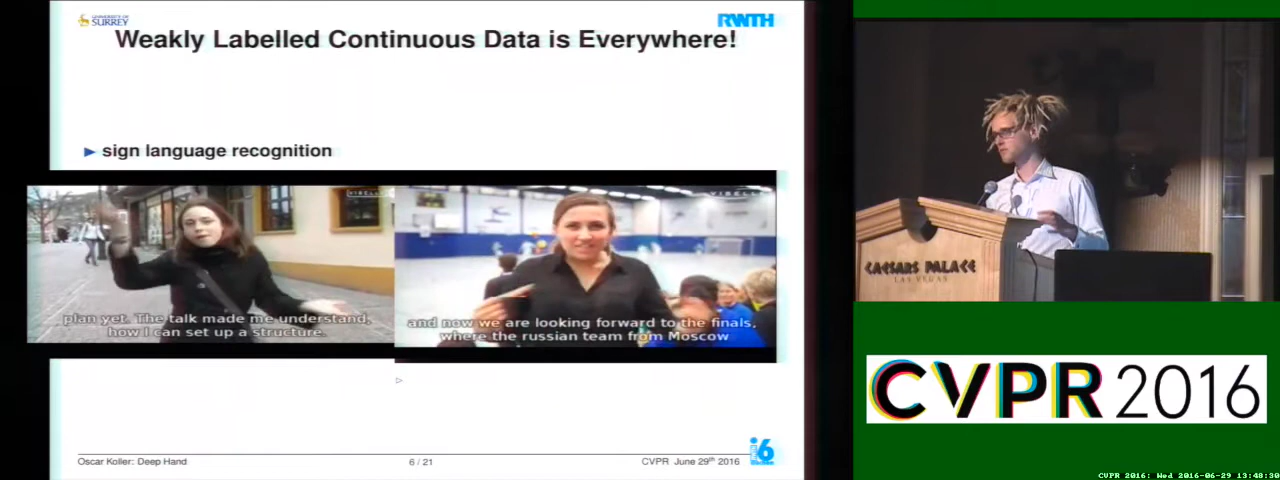 UNIVERSITY OF
SURREY
RWTH
Weakly Labelled Continuous Data is Everywhere!
sign language recognition
plan yet. The talk made me understand,
how I can set up a structure.
and now we are looking forward to the finals,
where the russian team from Moscow
Oscar Koller: Deep Hand
6 / 21
CVPR June 29th 2016
i6
CAESARS PALACE
LAS VEGAS
CVPR 2016
CVPR 2016: Wed 2016-06-29 13:48:30